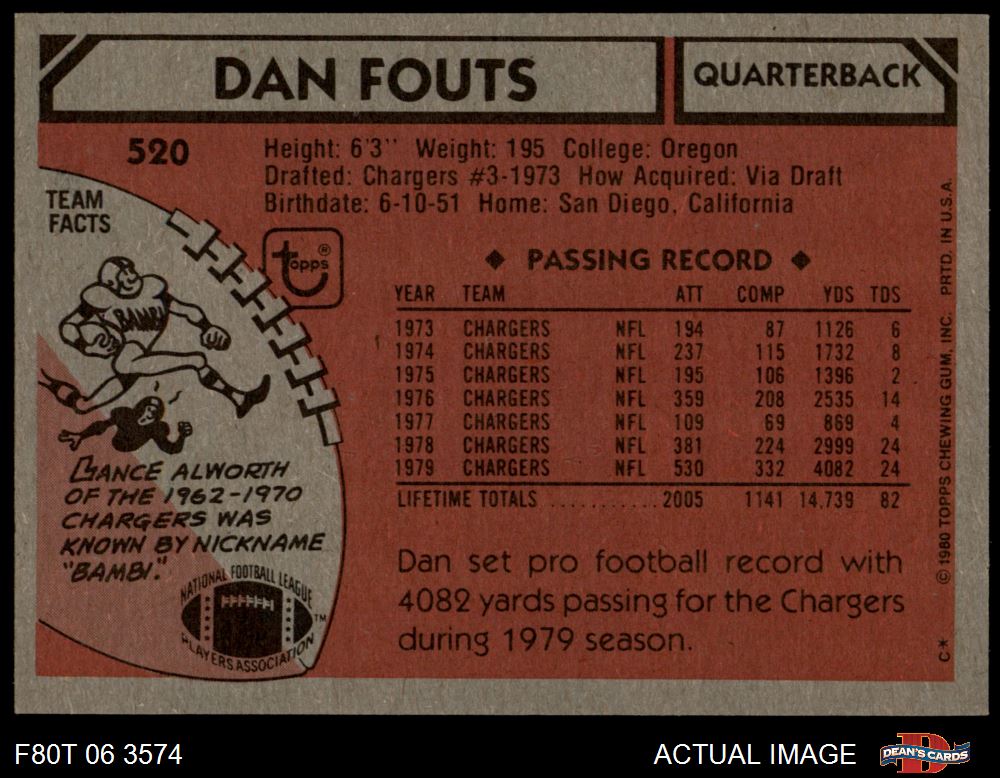 DAN FOUTS
QUARTERBACK
520
Height: 6'3" Weight: 195 College: Oregon
Drafted: Chargers #3-1973 How Acquired: Via Draft
Birthdate: 6-10-51 Home: San Diego, California
TEAM
FACTS
BAMBI
LANCE ALWORTH
OF THE 1962-1970
CHARGERS WAS
KNOWN BY NICKNAME
"BAMBI."
NATIONAL FOOTBALL LEAGUE
PLAYERS ASSOCIATION
TM
topps®
◆ PASSING RECORD ◆
YEAR TEAM ATT COMP YDS TDS
1973 CHARGERS NFL 194 87 1126 6
1974 CHARGERS NFL 237 115 1732 8
1975 CHARGERS NFL 195 106 1396 2
1976 CHARGERS NFL 359 208 2535 14
1977 CHARGERS NFL 109 69 869 4
1978 CHARGERS NFL 381 224 2999 24
1979 CHARGERS NFL 530 332 4082 24
LIFETIME TOTALS ........... 2005 1141 14,739 82
Dan set pro football record with
4082 yards passing for the Chargers
during 1979 season.
C* © 1980 TOPPS CHEWING GUM, INC. PRTD. IN U.S.A.
F80T 06 3574
ACTUAL IMAGE
DEAN'S CARDS